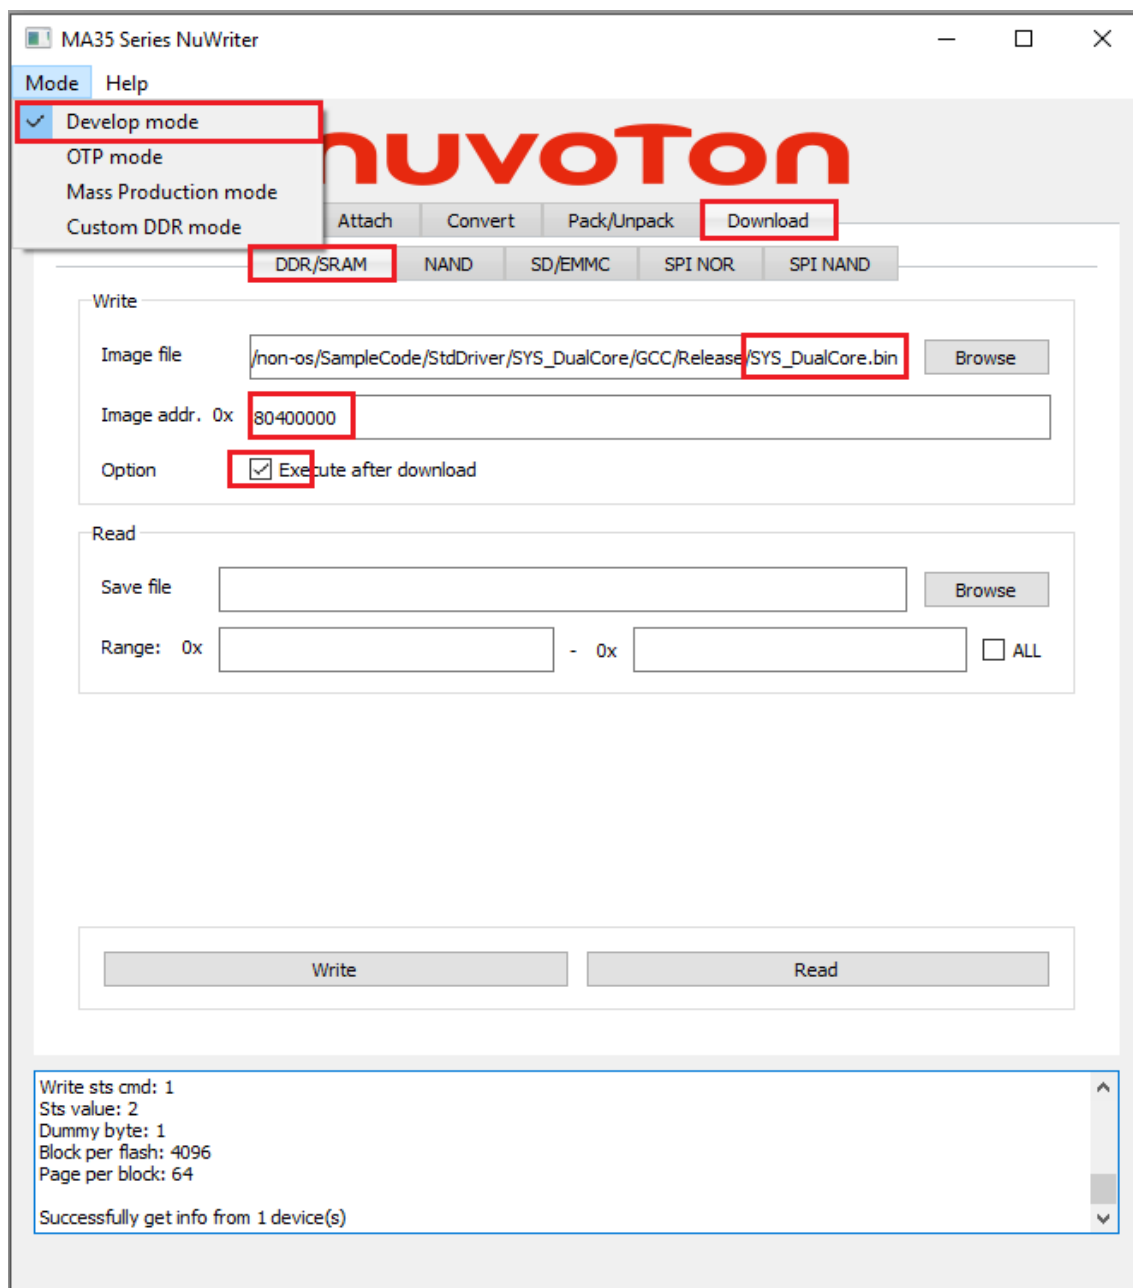 MA35 Series NuWriter
Mode Help
Develop mode
OTP mode
Mass Production mode
Custom DDR mode
nuvoTon
Attach Convert Pack/Unpack Download
DDR/SRAM NAND SD/EMMC SPI NOR SPI NAND
Write
Image file /non-os/SampleCode/StdDriver/SYS_DualCore/GCC/Release/SYS_DualCore.bin Browse
Image addr. 0x 80400000
Option Execute after download
Read
Save file Browse
Range: 0x - 0x ALL
Write Read
Write sts cmd: 1
Sts value: 2
Dummy byte: 1
Block per flash: 4096
Page per block: 64
Successfully get info from 1 device(s)